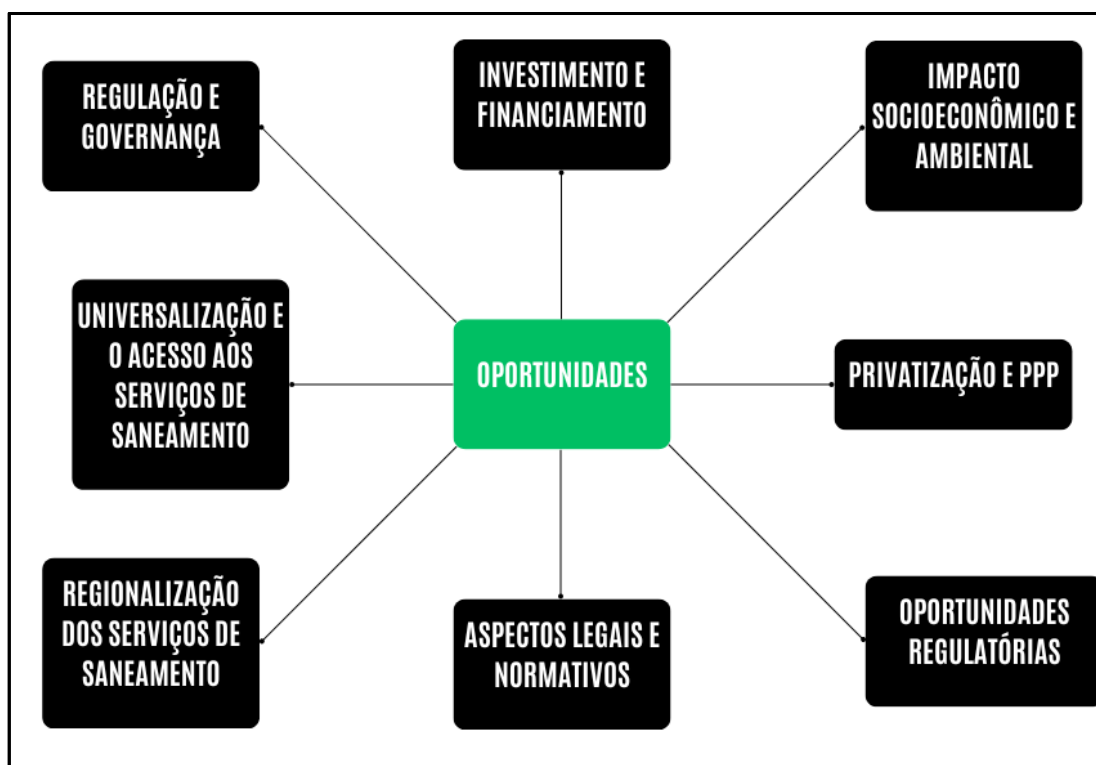 REGULAÇÃO E
GOVERNANÇA
INVESTIMENTO E
FINANCIAMENTO
IMPACTO
SOCIOECONÔMICO E
AMBIENTAL
UNIVERSALIZAÇÃO E
O ACESSO AOS
SERVIÇOS DE
SANEAMENTO
OPORTUNIDADES
PRIVATIZAÇÃO E PPP
REGIONALIZAÇÃO
DOS SERVIÇOS DE
SANEAMENTO
ASPECTOS LEGAIS E
NORMATIVOS
OPORTUNIDADES
REGULATÓRIAS